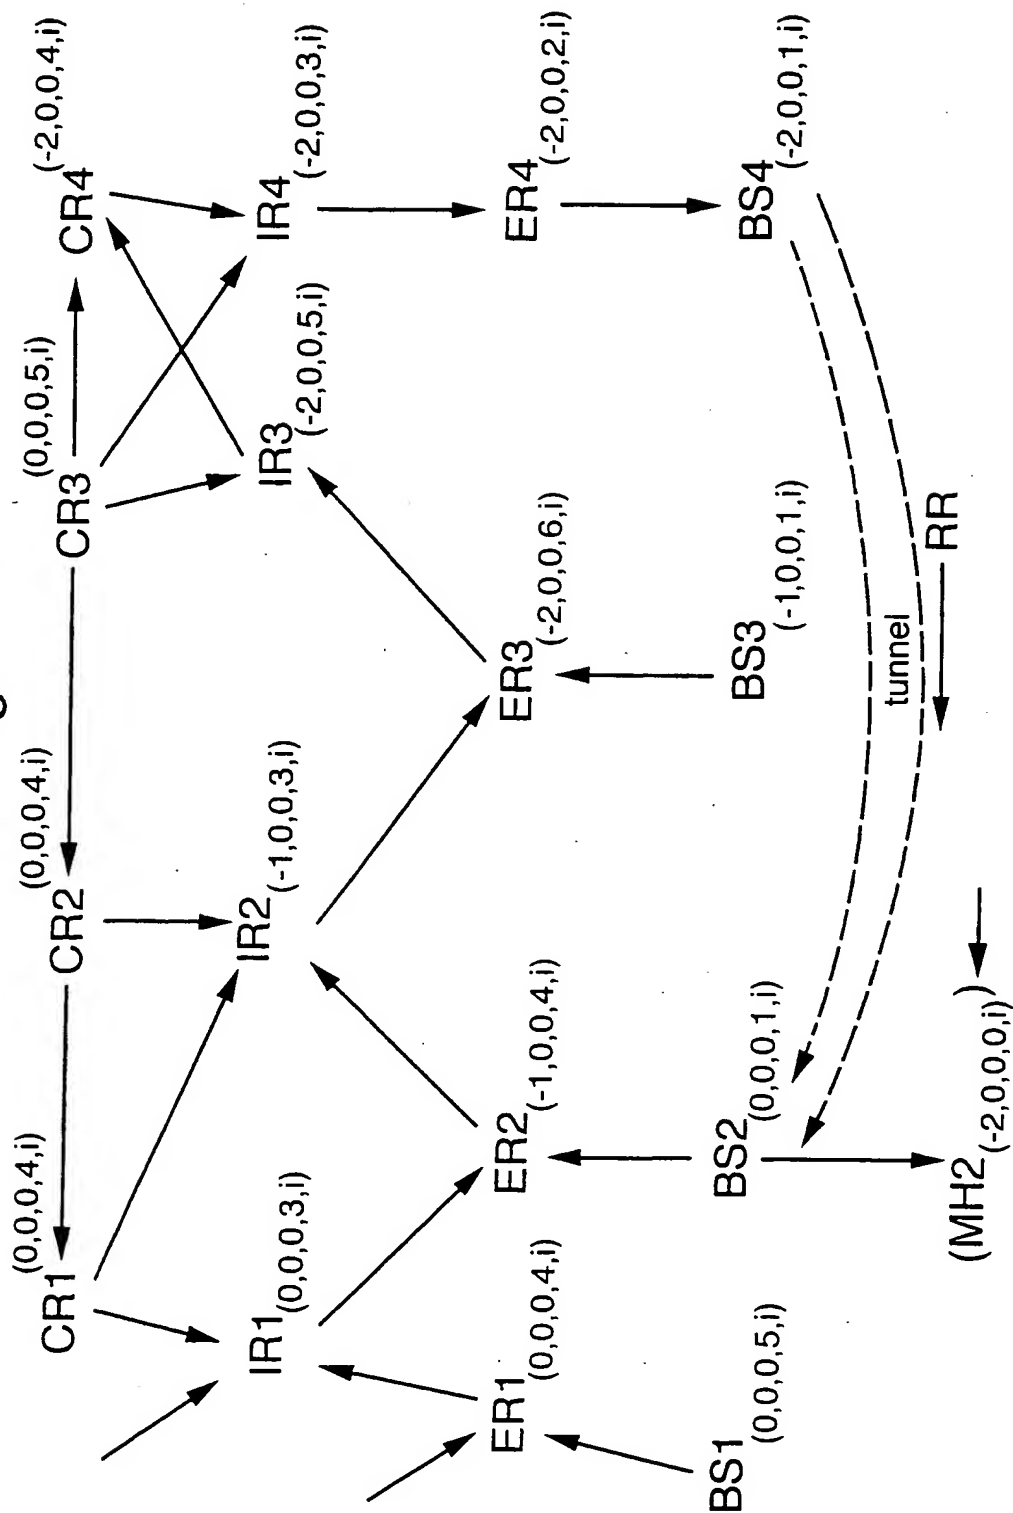 CR1 (0,0,0,4,i)
CR2 (0,0,0,4,i)
CR3 (0,0,0,5,i)
CR4 (-2,0,0,4,i)
IR1 (0,0,0,3,i)
IR2 (-1,0,0,3,i)
IR3 (-2,0,0,5,i)
IR4 (-2,0,0,3,i)
ER1 (0,0,0,4,i)
ER2 (-1,0,0,4,i)
ER3 (-2,0,0,6,i)
ER4 (-2,0,0,2,i)
BS1 (0,0,0,5,i)
BS2 (0,0,0,1,i)
BS3 (-1,0,0,1,i)
BS4 (-2,0,0,1,i)
tunnel
RR
(MH2 (-2,0,0,0,i) )